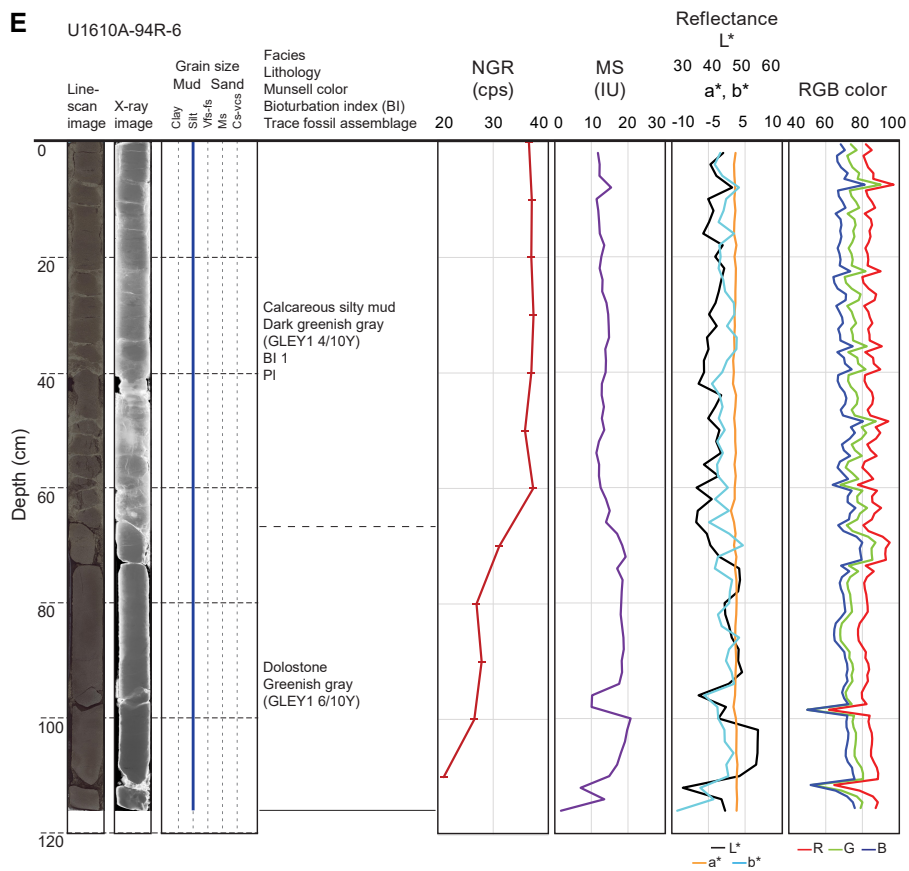 E
U1610A-94R-6
Line-
scan
image
X-ray
image
Grain size
Mud Sand
Clay
Silt
Vfs-fs
Ms
Cs-vcs
Facies
Lithology
Munsell color
Bioturbation index (BI)
Trace fossil assemblage
NGR
(cps)
20 30 40
MS
(IU)
0 10 20 30
Reflectance
L*
30 40 50 60
a*, b*
-10 -5 5 10
RGB color
40 60 80 100
Depth (cm)
0
20
40
60
80
100
120
Calcareous silty mud
Dark greenish gray
(GLEY1 4/10Y)
BI 1
Pl
Dolostone
Greenish gray
(GLEY1 6/10Y)
L*
a* b*
R G B